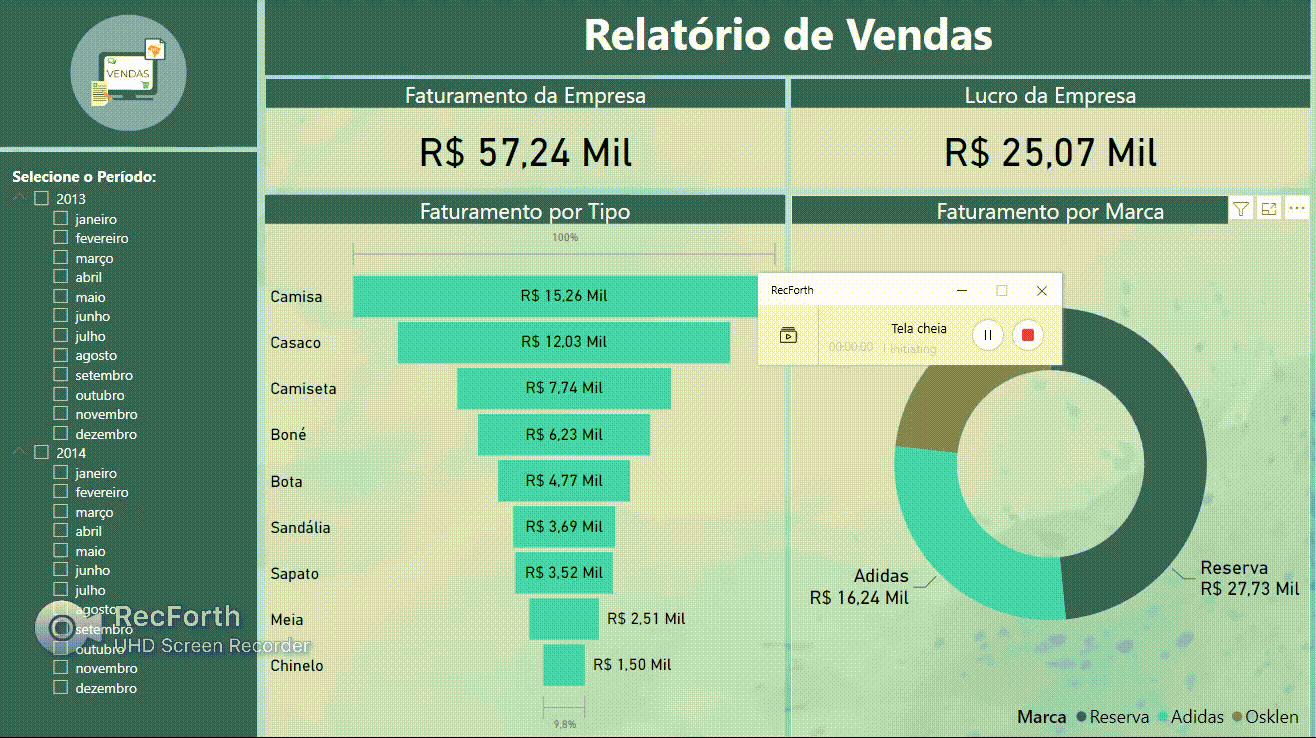 Relatório de Vendas
VENDAS
Faturamento da Empresa
R$ 57,24 Mil
Lucro da Empresa
R$ 25,07 Mil
Selecione o Período:
2013
janeiro
fevereiro
março
abril
maio
junho
julho
agosto
setembro
outubro
novembro
dezembro
2014
janeiro
fevereiro
março
abril
maio
junho
julho
agosto
setembro
outubro
novembro
dezembro
RecForth
UHD Screen Recorder
Faturamento por Tipo
100%
Camisa R$ 15,26 Mil
Casaco R$ 12,03 Mil
Camiseta R$ 7,74 Mil
Boné R$ 6,23 Mil
Bota R$ 4,77 Mil
Sandália R$ 3,69 Mil
Sapato R$ 3,52 Mil
Meia R$ 2,51 Mil
Chinelo R$ 1,50 Mil
9,8%
Faturamento por Marca
RecForth
Tela cheia
00:00:00 | Initiating
Adidas
R$ 16,24 Mil
Reserva
R$ 27,73 Mil
Marca Reserva Adidas Osklen